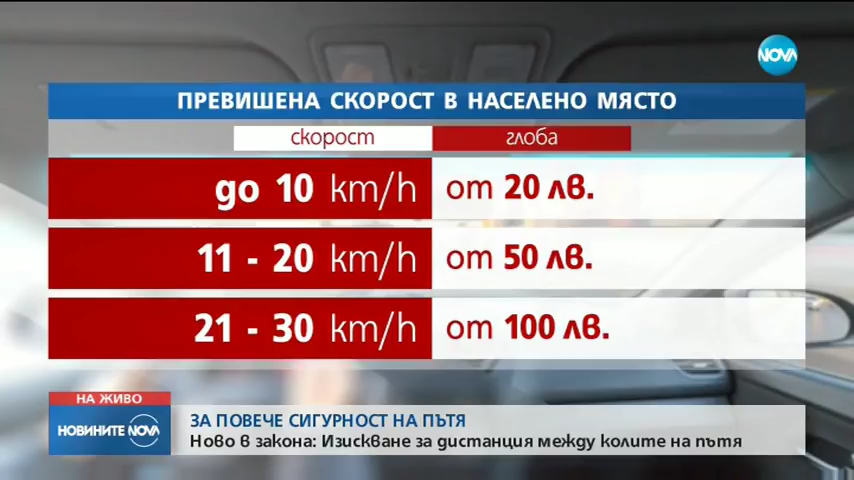 NOVA
ПРЕВИШЕНА СКОРОСТ В НАСЕЛЕНО МЯСТО
скорост глоба
до 10 km/h от 20 лв.
11 - 20 km/h от 50 лв.
21 - 30 km/h от 100 лв.
НА ЖИВО
НОВИНИТЕ NOVA
ЗА ПОВЕЧЕ СИГУРНОСТ НА ПЪТЯ
Ново в закона: Изискване за дистанция между колите на пътя